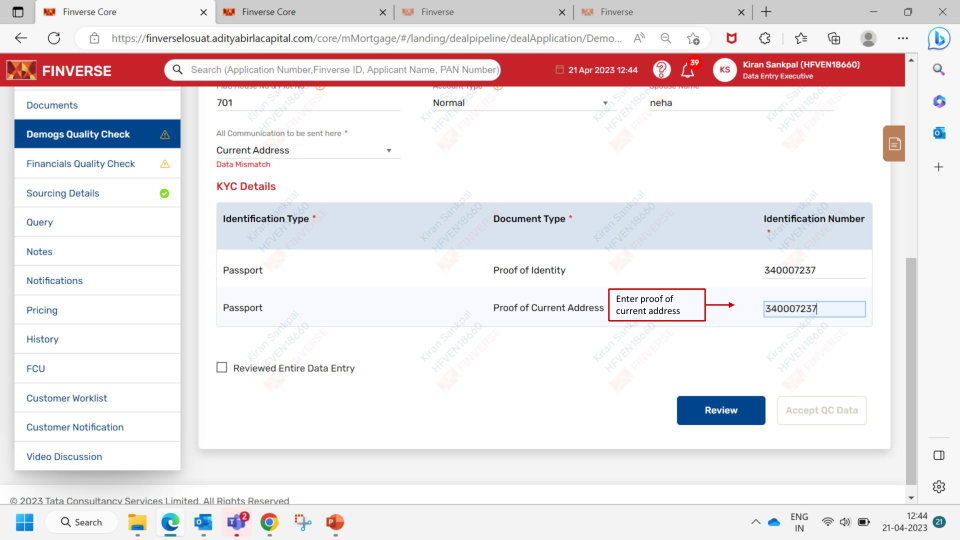 Finverse Core
Finverse Core
Finverse
Finverse
https://finverselosuat.adityabirlacapital.com/core/mMortgage/#/landing/dealpipeline/dealApplication/Demo...
FINVERSE
Search (Application Number,Finverse ID, Applicant Name, PAN Number)
21 Apr 2023 12:44
39
KS
Kiran Sankpal (HFVEN18660)
Data Entry Executive
Documents
Demogs Quality Check
Financials Quality Check
Sourcing Details
Query
Notes
Notifications
Pricing
History
FCU
Customer Worklist
Customer Notification
Video Discussion
701
Normal
neha
All Communication to be sent here *
Current Address
Data Mismatch
KYC Details
Identification Type *
Document Type *
Identification Number *
Passport
Proof of Identity
340007237
Passport
Proof of Current Address
Enter proof of
current address
340007237
Reviewed Entire Data Entry
Review
Accept QC Data
© 2023 Tata Consultancy Services Limited. All Rights Reserved
Search
2
ENG
IN
12:44
21-04-2023
21